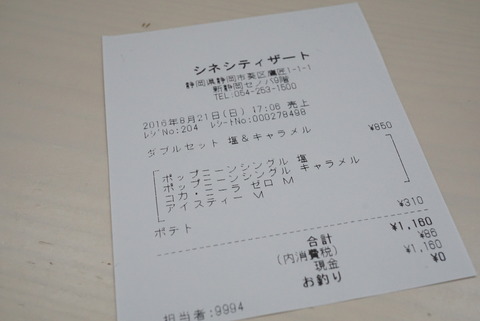 シネシティザート
静岡県静岡市葵区鷹匠1-1-1
新静岡セノバ9階
TEL:054-253-1500
2016年8月21日(日) 17:06 売上
レジNo:204 レシートNo:000278498
ダブルセット 塩&キャラメル ¥850
ポップコーンシングル 塩
ポップコーンシングル キャラメル
コカ・コーラ ゼロ M
アイスティー M
ポテト ¥310
合計 ¥1,160
(内消費税) ¥86
現金 ¥1,160
お釣り ¥0
担当者:9994